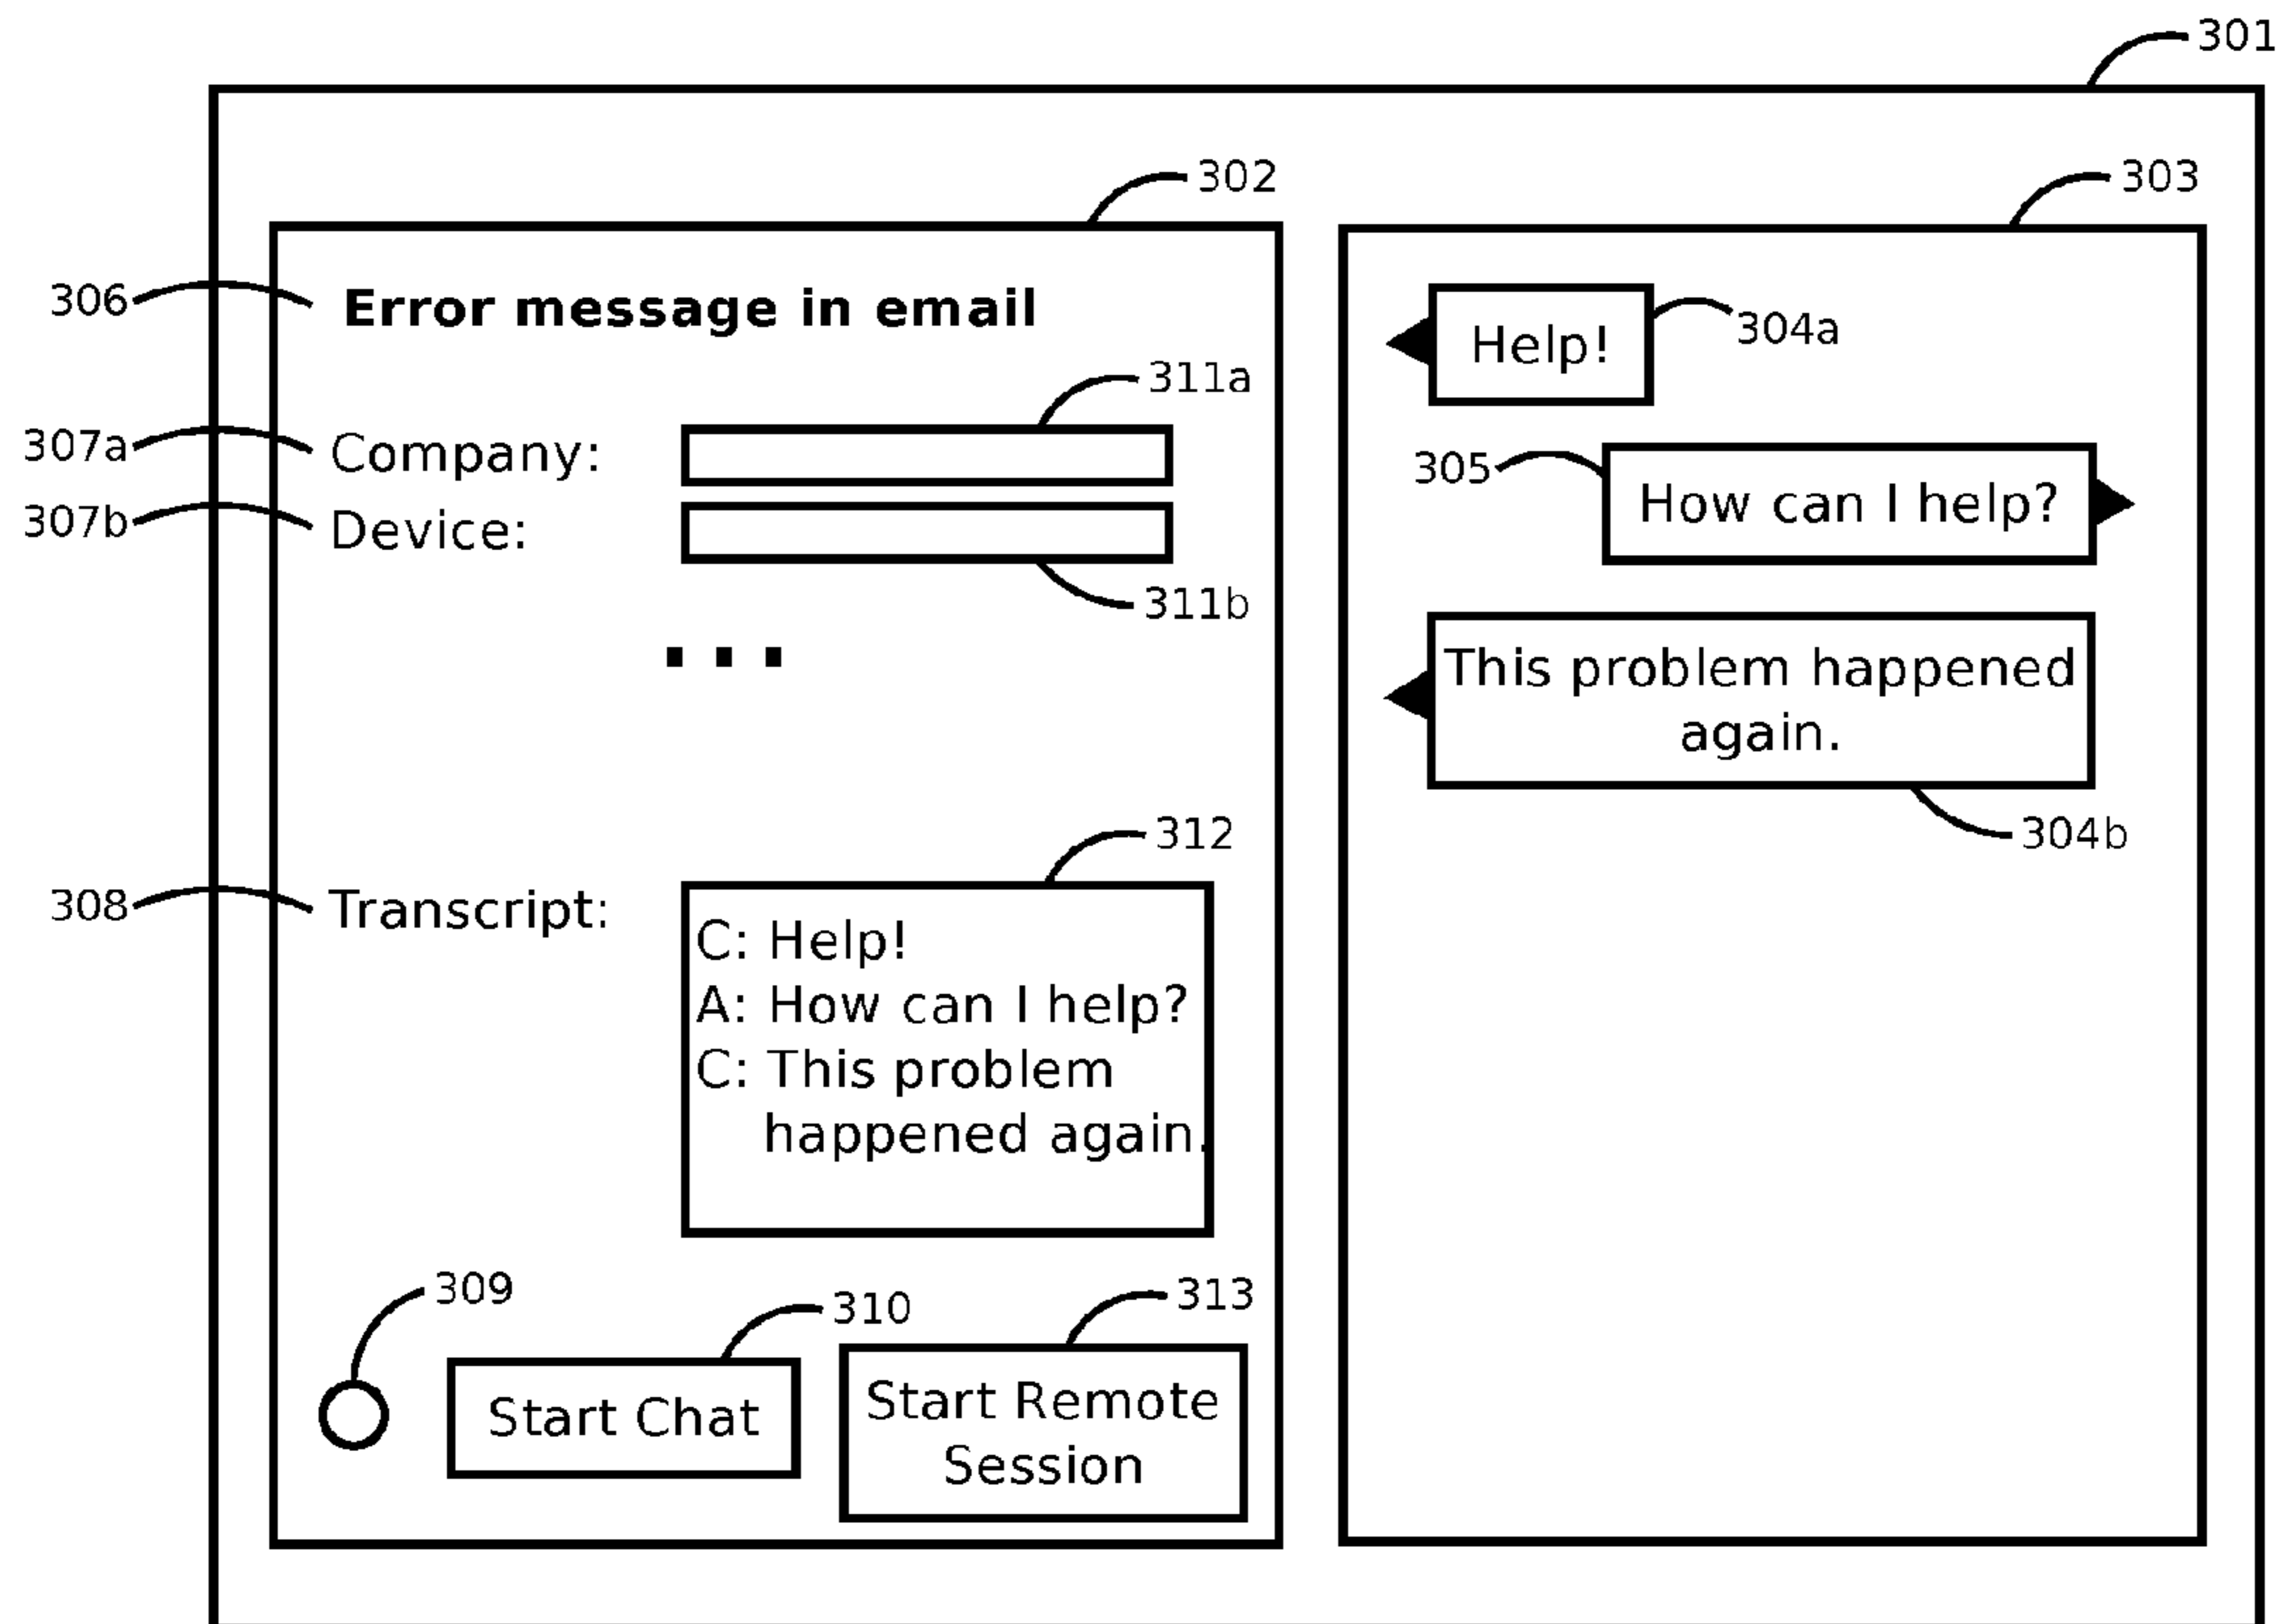 301
302
303
306
Error message in email
304a
Help!
311a
307a
Company:
305
How can I help?
307b
Device:
311b
...
This problem happened
again.
304b
312
308
Transcript:
C: Help!
A: How can I help?
C: This problem
happened again.
309
310
313
Start Chat
Start Remote
Session